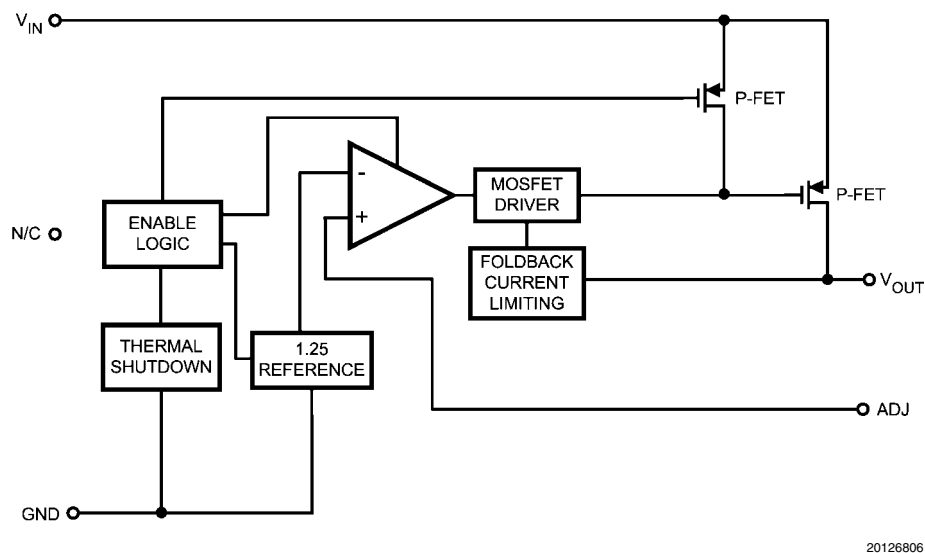 VIN
P-FET
MOSFET
DRIVER
P-FET
-
+
ENABLE
LOGIC
N/C
FOLDBACK
CURRENT
LIMITING
VOUT
THERMAL
SHUTDOWN
1.25
REFERENCE
ADJ
GND
20126806